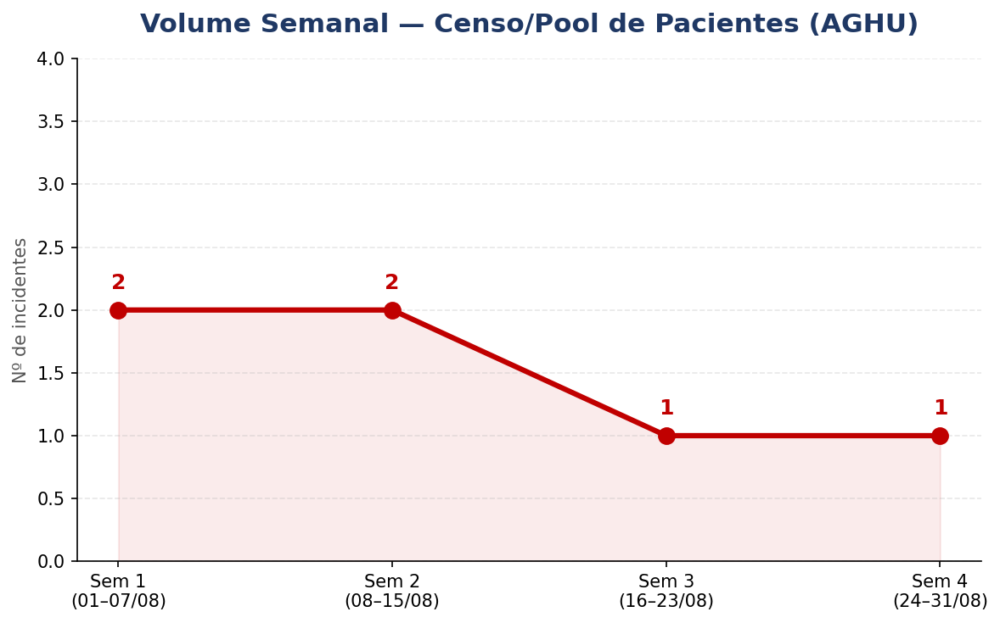 Volume Semanal — Censo/Pool de Pacientes (AGHU)
Nº de incidentes
4.0
3.5
3.0
2.5
2.0
1.5
1.0
0.5
0.0
2
2
1
1
Sem 1
(01–07/08)
Sem 2
(08–15/08)
Sem 3
(16–23/08)
Sem 4
(24–31/08)